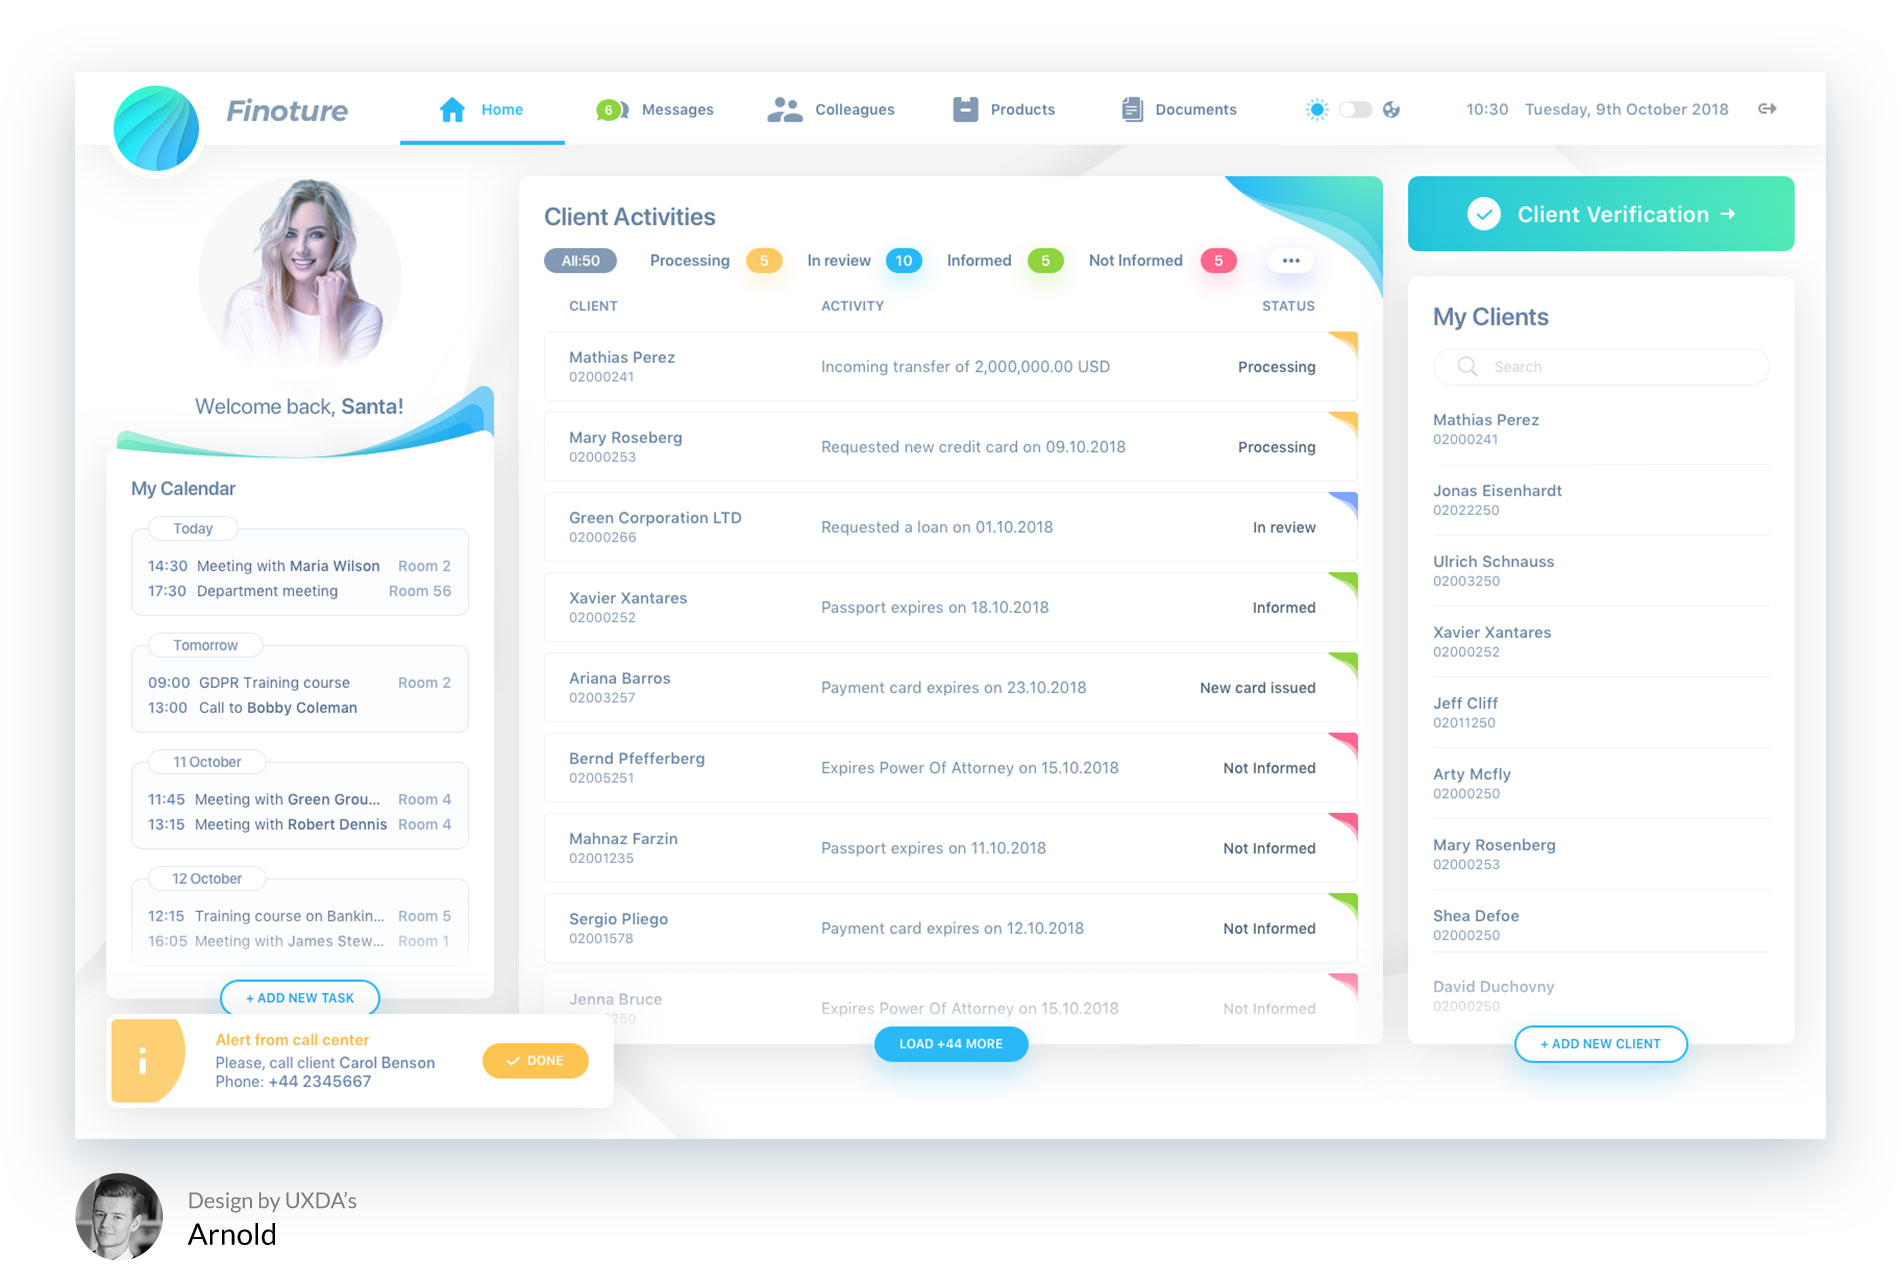 Finoture
Home
6
Messages
Colleagues
Products
Documents
10:30 Tuesday, 9th October 2018
Welcome back, Santa!
My Calendar
Today
14:30 Meeting with Maria Wilson Room 2
17:30 Department meeting Room 56
Tomorrow
09:00 GDPR Training course Room 2
13:00 Call to Bobby Coleman
11 October
11:45 Meeting with Green Grou... Room 4
13:15 Meeting with Robert Dennis Room 4
12 October
12:15 Training course on Bankin... Room 5
16:05 Meeting with James Stew... Room 1
+ ADD NEW TASK
Alert from call center
Please, call client Carol Benson
Phone: +44 2345667
DONE
Client Activities
All:50 Processing 5 In review 10 Informed 5 Not Informed 5 •••
CLIENT ACTIVITY STATUS
Mathias Perez
02000241
Incoming transfer of 2,000,000.00 USD
Processing
Mary Roseberg
02000253
Requested new credit card on 09.10.2018
Processing
Green Corporation LTD
02000266
Requested a loan on 01.10.2018
In review
Xavier Xantares
02000252
Passport expires on 18.10.2018
Informed
Ariana Barros
02003257
Payment card expires on 23.10.2018
New card issued
Bernd Pfefferberg
02005251
Expires Power Of Attorney on 15.10.2018
Not Informed
Mahnaz Farzin
02001235
Passport expires on 11.10.2018
Not Informed
Sergio Pliego
02001578
Payment card expires on 12.10.2018
Not Informed
Jenna Bruce
250
Expires Power Of Attorney on 15.10.2018
Not Informed
LOAD +44 MORE
Client Verification
My Clients
Search
Mathias Perez
02000241
Jonas Eisenhardt
02022250
Ulrich Schnauss
02003250
Xavier Xantares
02000252
Jeff Cliff
02011250
Arty Mcfly
02000250
Mary Rosenberg
02000253
Shea Defoe
02000250
David Duchovny
02000250
+ ADD NEW CLIENT
Design by UXDA's
Arnold